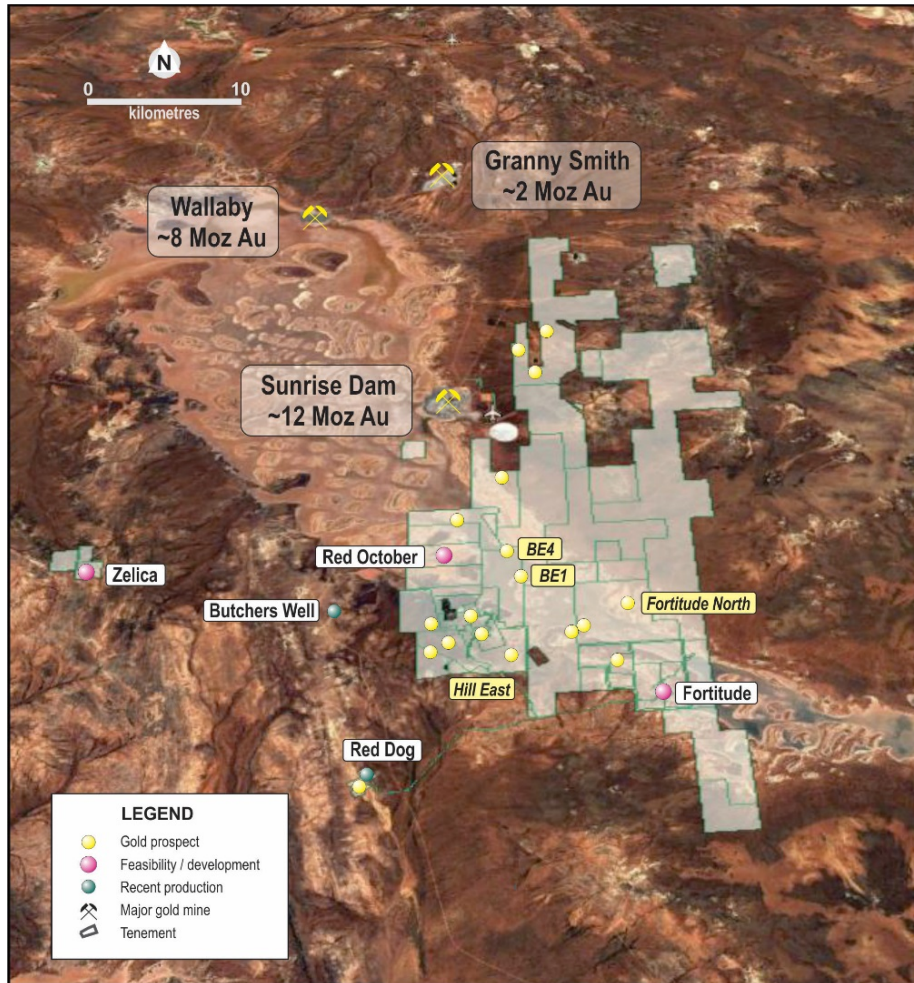 N
0 10
kilometres
Granny Smith
~2 Moz Au
Wallaby
~8 Moz Au
Sunrise Dam
~12 Moz Au
BE4
Red October
Zelica
BE1
Butchers Well
Fortitude North
Hill East
Fortitude
Red Dog
LEGEND
Gold prospect
Feasibility / development
Recent production
Major gold mine
Tenement